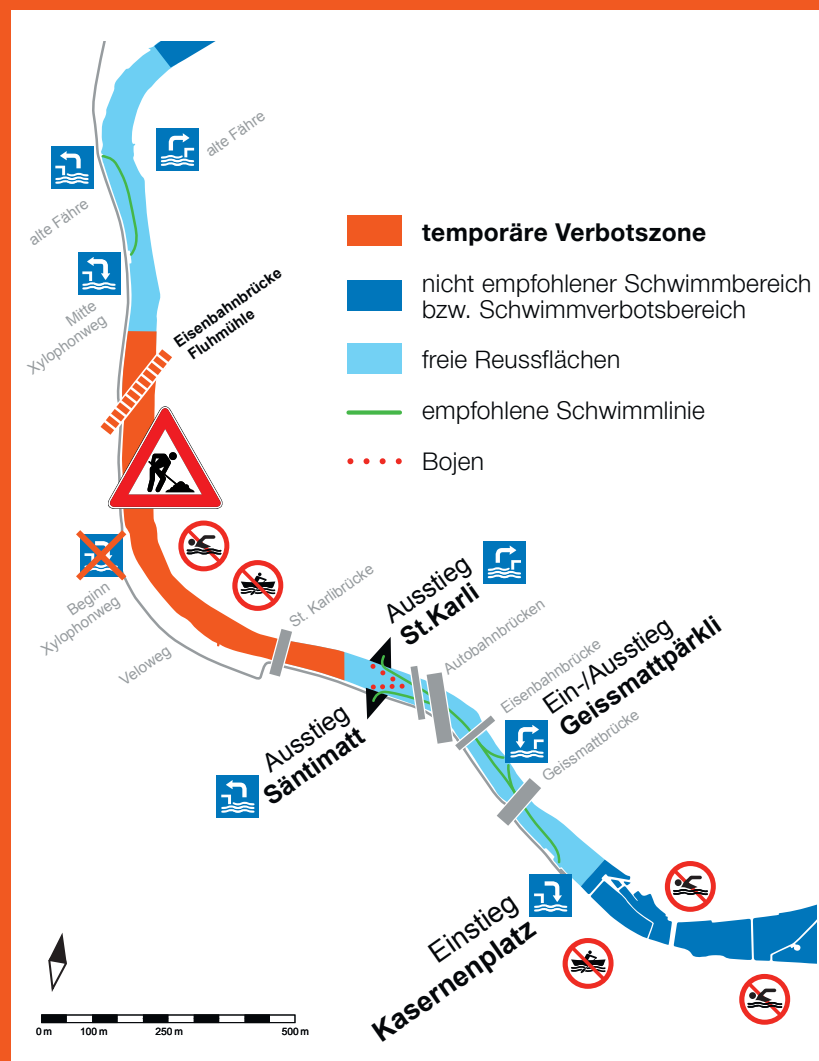 alte Fähre
alte Fähre
Mitte
Xylophonweg
Eisenbahnbrücke
Fluhmühle
temporäre Verbotszone
nicht empfohlener Schwimmbereich
bzw. Schwimmverbotsbereich
freie Reussflächen
empfohlene Schwimmlinie
Bojen
Beginn
Xylophonweg
Veloweg
St. Karlibrücke
Ausstieg
St.Karli
Autobahnbrücken
Eisenbahnbrücke
Ein-/Ausstieg
Geissmattpärkli
Geissmattbrücke
Ausstieg
Säntimatt
Einstieg
Kasernenplatz
0 m 100 m 250 m 500 m